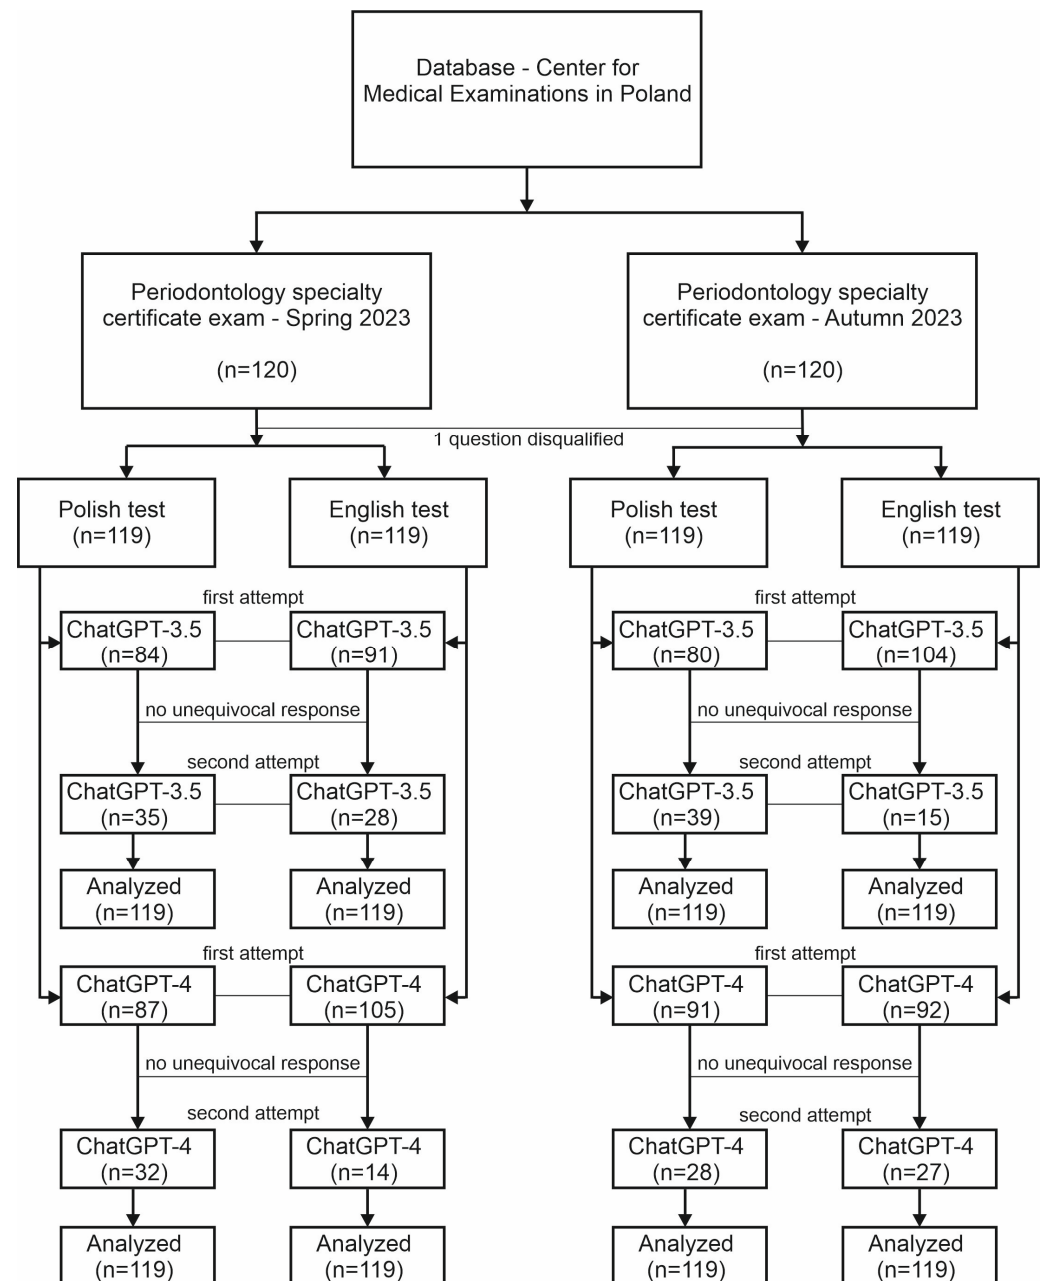 Database - Center for
Medical Examinations in Poland
Periodontology specialty
certificate exam - Spring 2023
(n=120)
Periodontology specialty
certificate exam - Autumn 2023
(n=120)
1 question disqualified
Polish test
(n=119)
English test
(n=119)
Polish test
(n=119)
English test
(n=119)
first attempt
ChatGPT-3.5
(n=84)
ChatGPT-3.5
(n=91)
no unequivocal response
second attempt
ChatGPT-3.5
(n=35)
ChatGPT-3.5
(n=28)
Analyzed
(n=119)
Analyzed
(n=119)
first attempt
ChatGPT-4
(n=87)
ChatGPT-4
(n=105)
no unequivocal response
second attempt
ChatGPT-4
(n=32)
ChatGPT-4
(n=14)
Analyzed
(n=119)
Analyzed
(n=119)
first attempt
ChatGPT-3.5
(n=80)
ChatGPT-3.5
(n=104)
no unequivocal response
second attempt
ChatGPT-3.5
(n=39)
ChatGPT-3.5
(n=15)
Analyzed
(n=119)
Analyzed
(n=119)
first attempt
ChatGPT-4
(n=91)
ChatGPT-4
(n=92)
no unequivocal response
second attempt
ChatGPT-4
(n=28)
ChatGPT-4
(n=27)
Analyzed
(n=119)
Analyzed
(n=119)